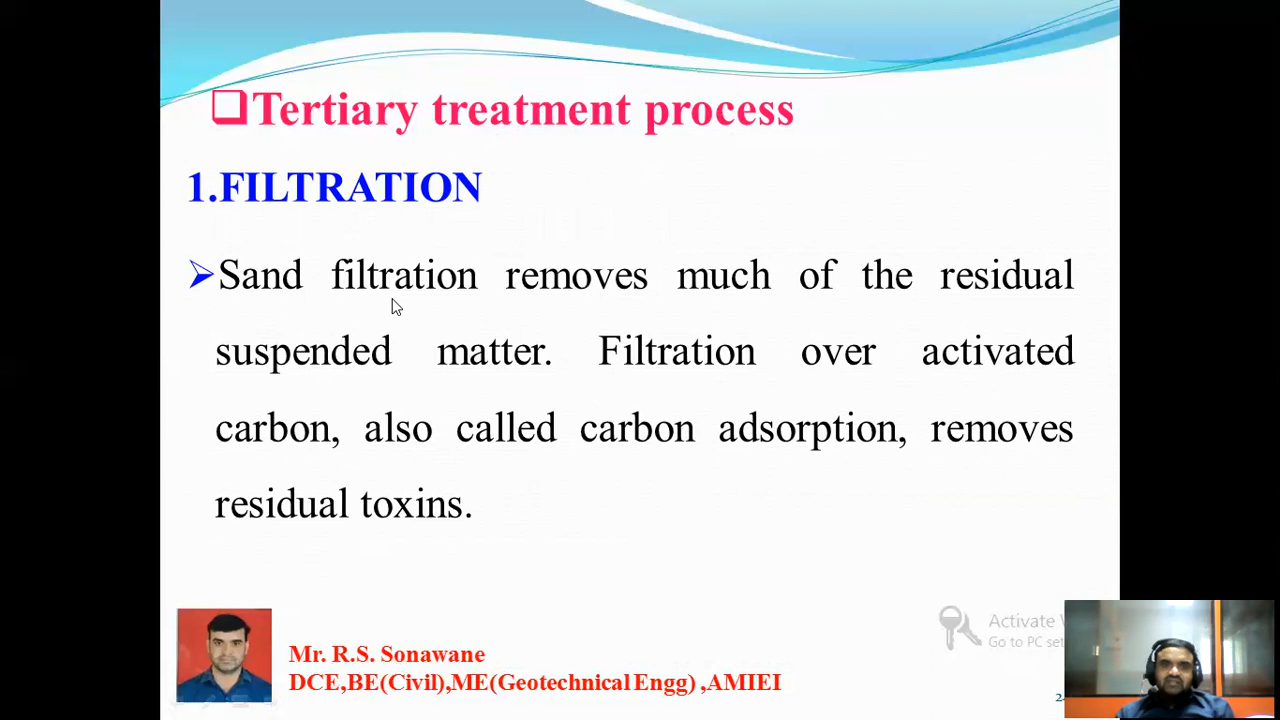 ❑Tertiary treatment process
1.FILTRATION
➢Sand filtration removes much of the residual
suspended matter. Filtration over activated
carbon, also called carbon adsorption, removes
residual toxins.
Activate
Go to PC set
Mr. R.S. Sonawane
DCE,BE(Civil),ME(Geotechnical Engg) ,AMIEI